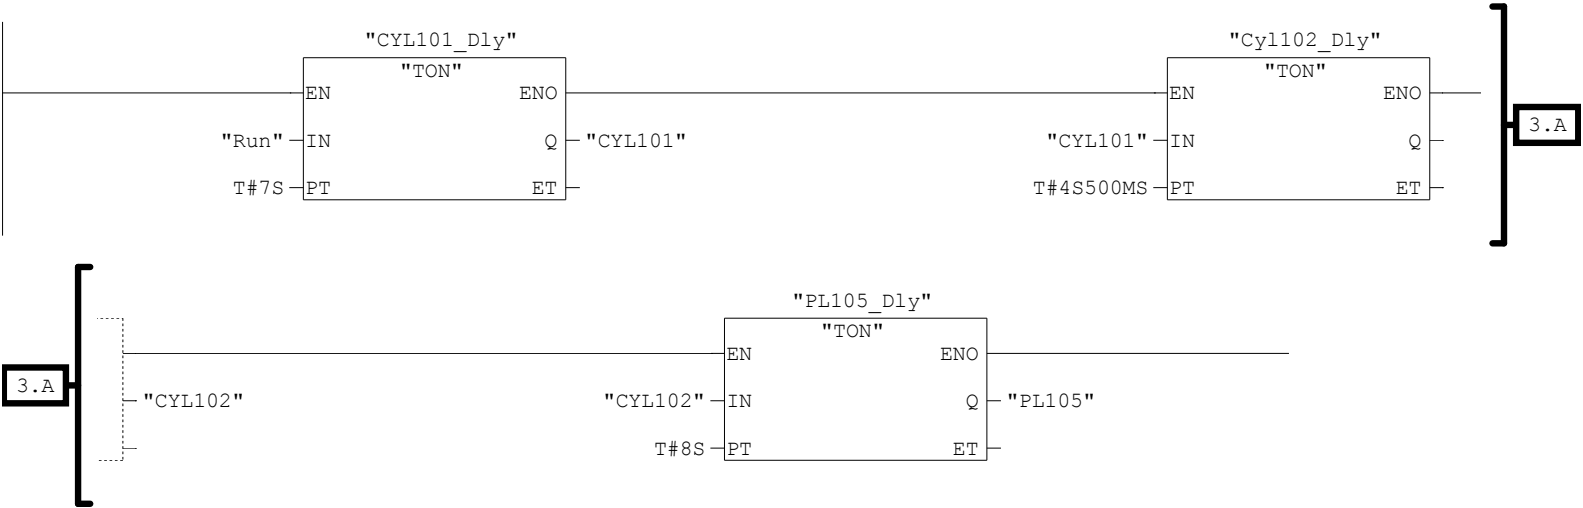 "CYL101_Dly" "Cyl102_Dly"
"TON" "TON"
EN ENO EN ENO
3.A
"Run" IN Q "CYL101" "CYL101" IN Q
T#7S PT ET T#4S500MS PT ET
"PL105_Dly"
"TON"
EN ENO
3.A
"CYL102" "CYL102" IN Q "PL105"
T#8S PT ET